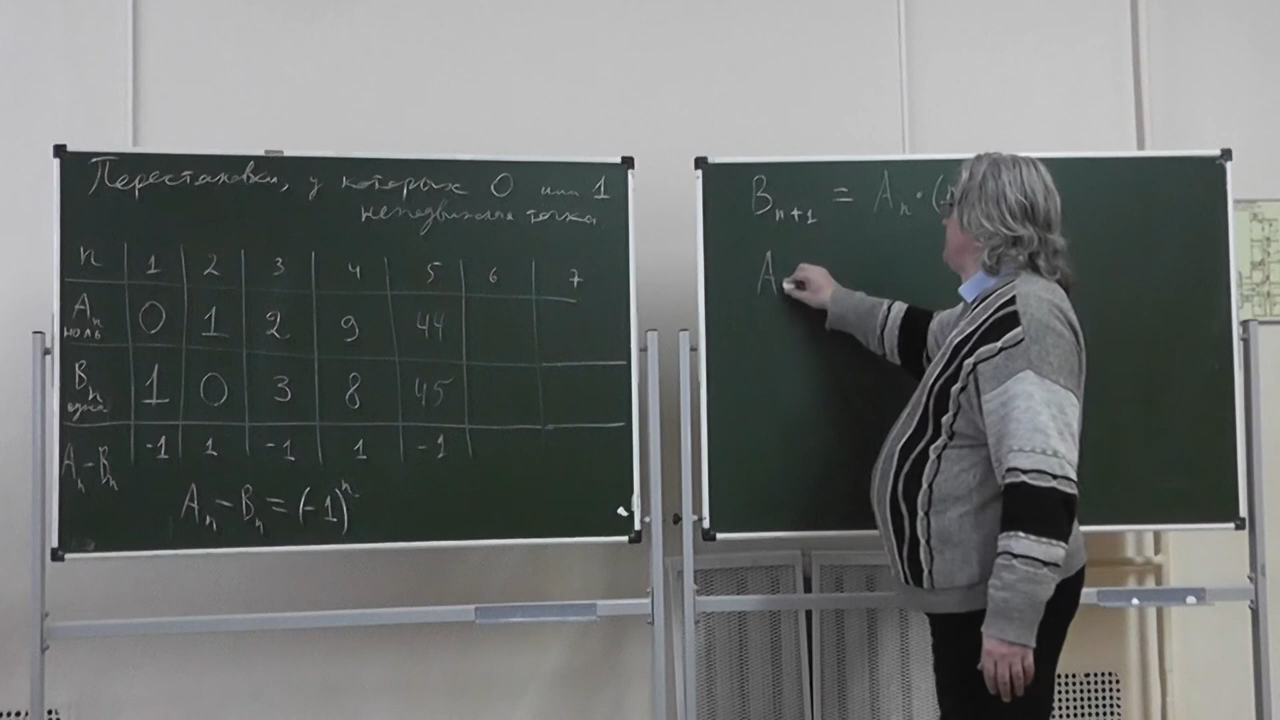 Перестановки, у которых 0 или 1
неподвижная точка
n 1 2 3 4 5 6 7
Aₙ ноль 0 1 2 9 44
Bₙ одна 1 0 3 8 45
Aₙ-Bₙ -1 1 -1 1 -1
Aₙ-Bₙ=(-1)ⁿ
Bₙ₊₁ = Aₙ·(
A